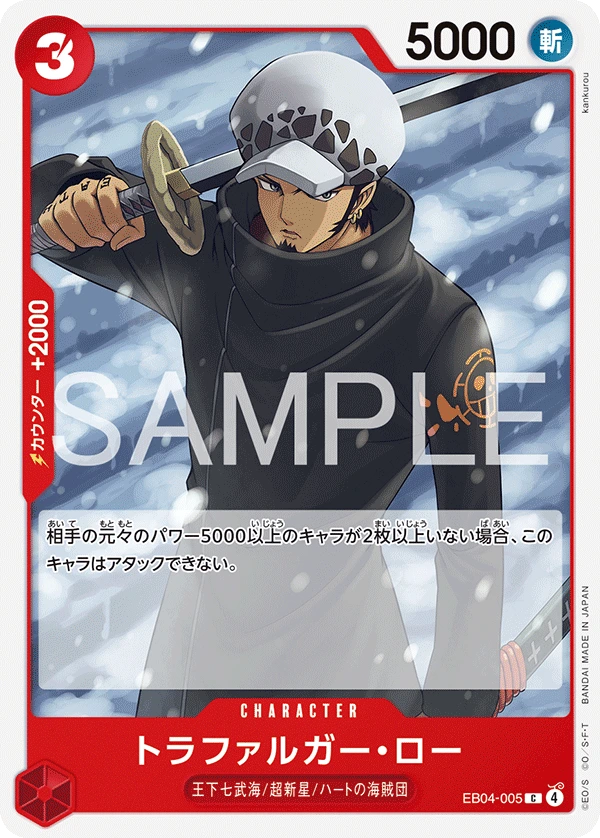 3
5000
斬
kankurou
カウンター +2000
SAMPLE
相手の元々のパワー5000以上のキャラが2枚以上いない場合、この
キャラはアタックできない。
CHARACTER
トラファルガー・ロー
王下七武海/超新星/ハートの海賊団
EB04-005 C 4
©E.O/S ©O/S・F・T BANDAI MADE IN JAPAN